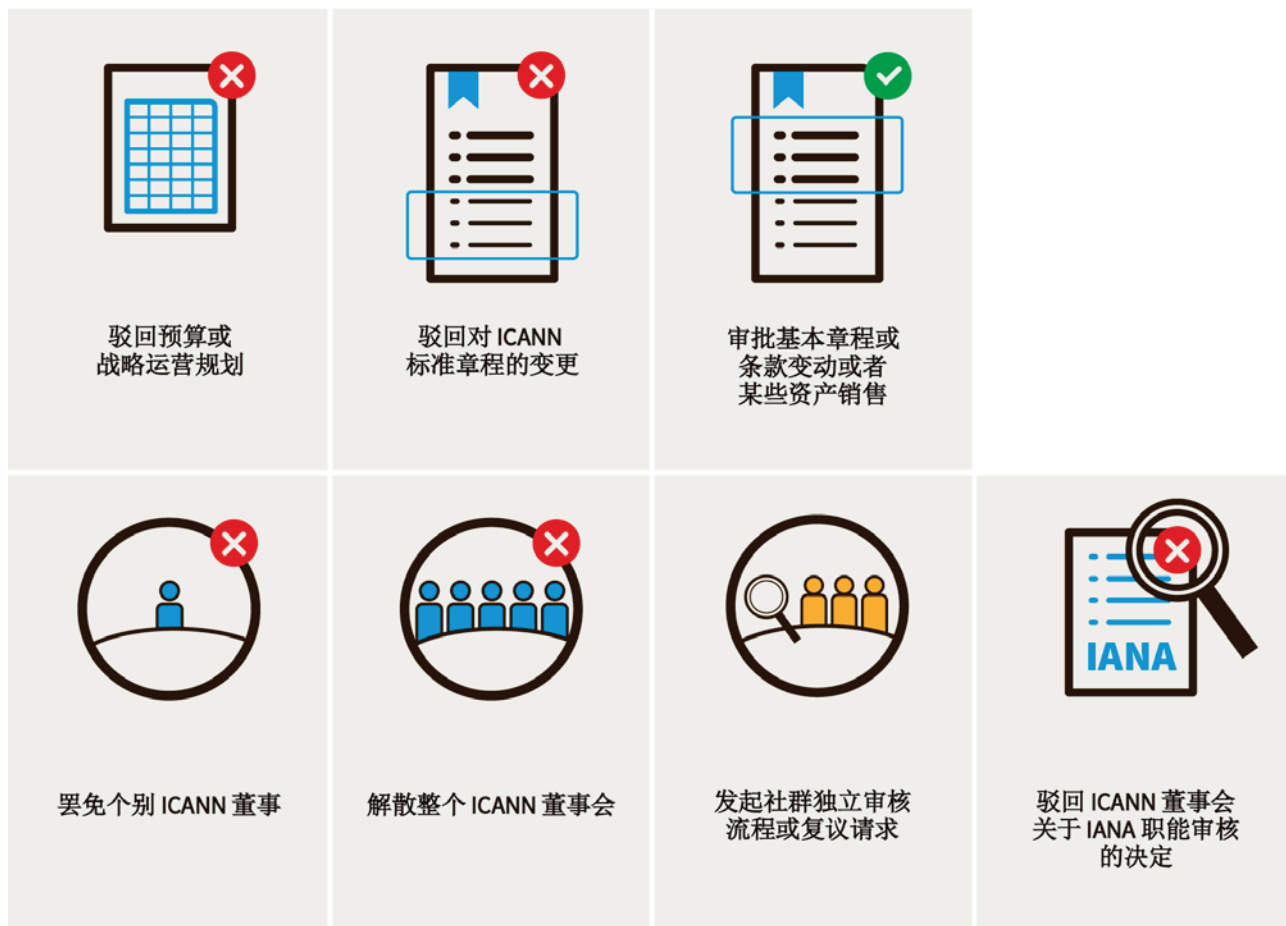 驳回预算或
战略运营规划
驳回对 ICANN
标准章程的变更
审批基本章程或
条款变动或者
某些资产销售
罢免个别 ICANN 董事
解散整个 ICANN 董事会
发起社群独立审核
流程或复议请求
IANA
驳回 ICANN 董事会
关于 IANA 职能审核
的决定